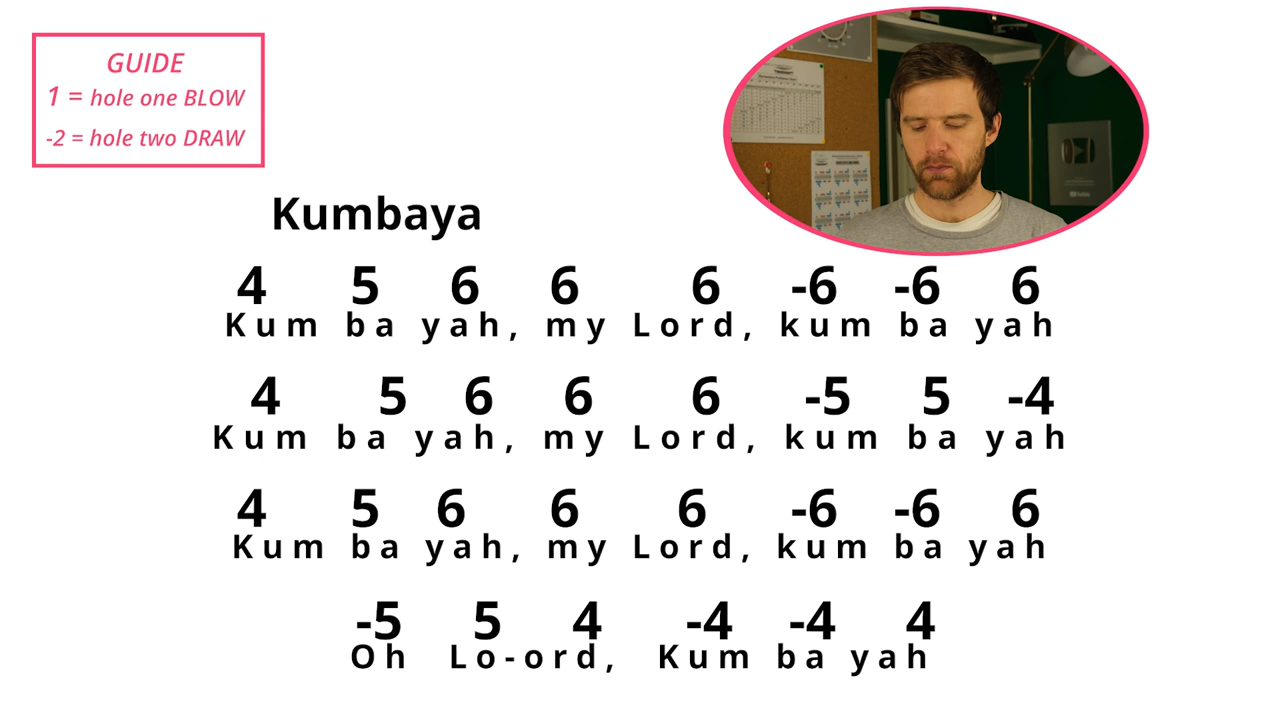 GUIDE
1 = hole one BLOW
-2 = hole two DRAW
Kumbaya
4 5 6 6 6 -6 -6 6
Kum ba yah, my Lord, kum ba yah
4 5 6 6 6 -5 5 -4
Kum ba yah, my Lord, kum ba yah
4 5 6 6 6 -6 -6 6
Kum ba yah, my Lord, kum ba yah
-5 5 4 -4 -4 4
Oh Lo-ord, Kum ba yah